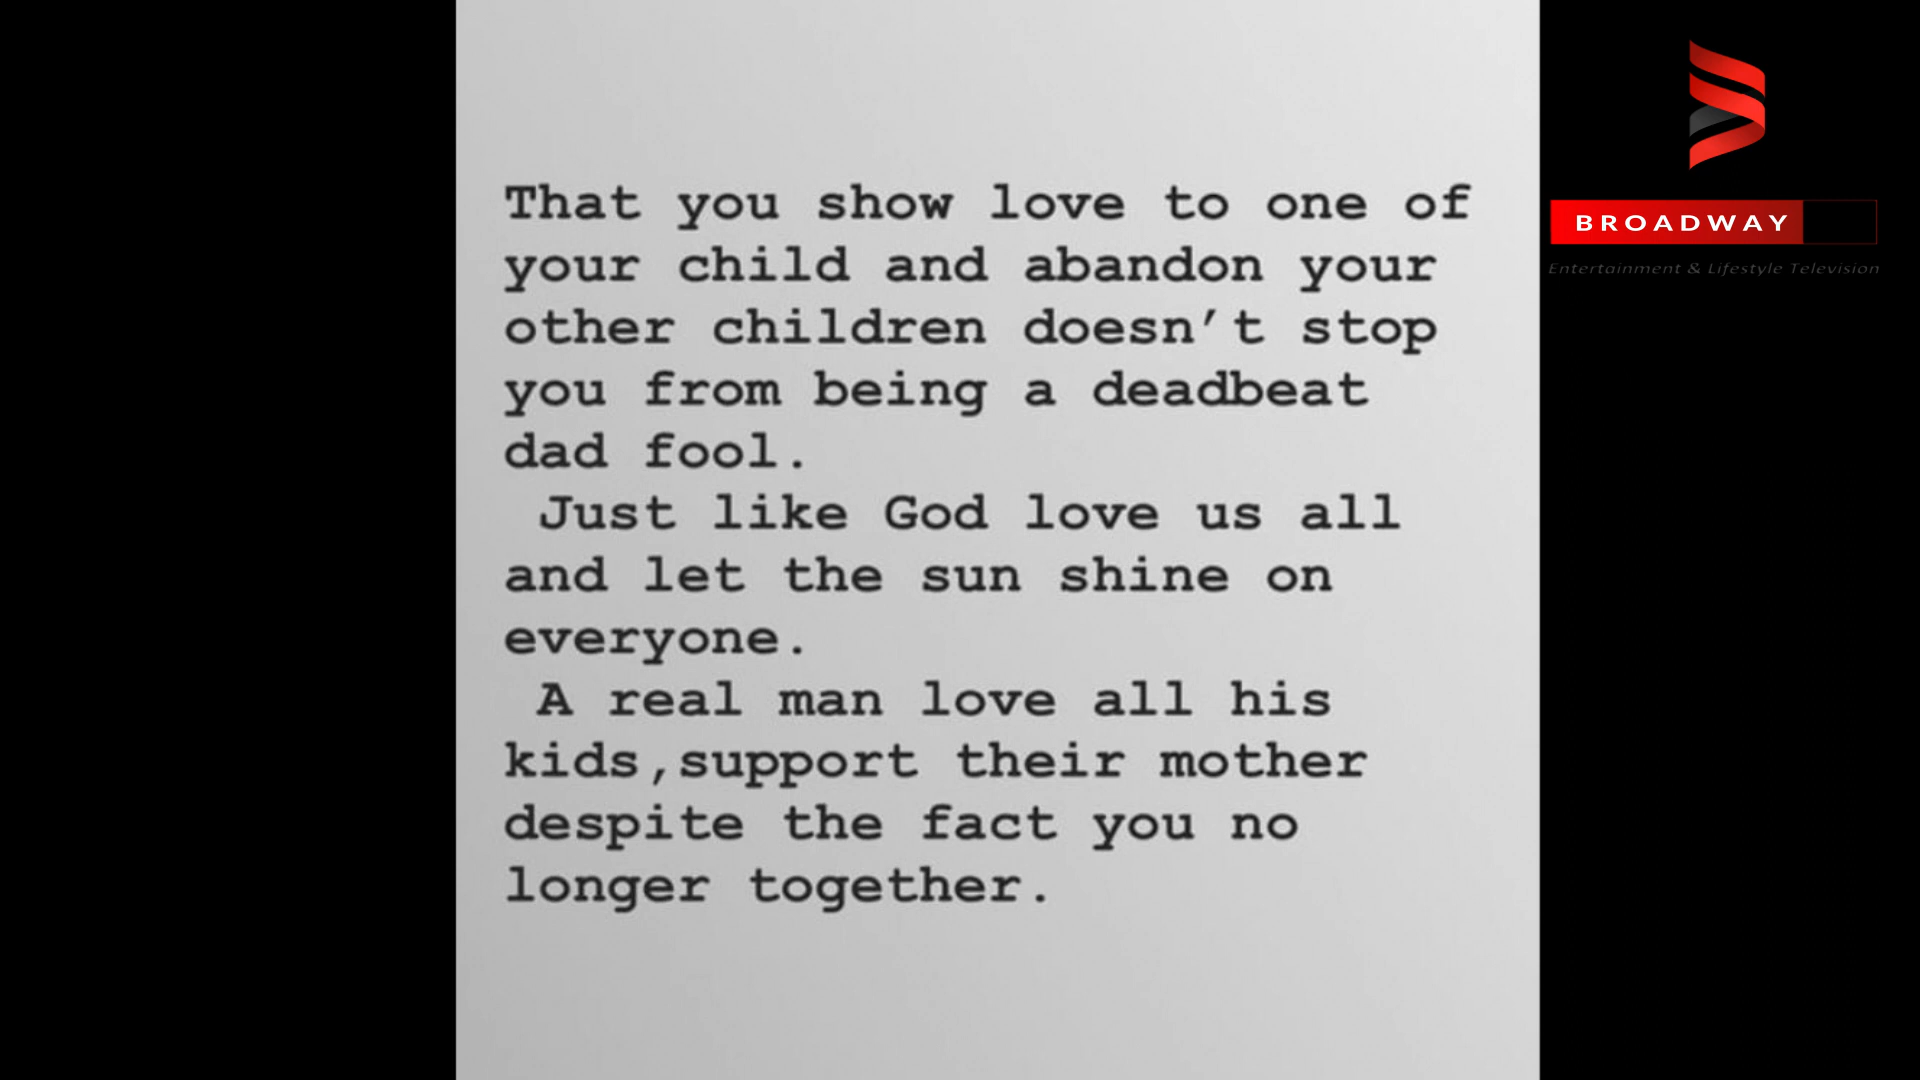 That you show love to one of
your child and abandon your
other children doesn’t stop
you from being a deadbeat
dad fool.
Just like God love us all
and let the sun shine on
everyone.
A real man love all his
kids,support their mother
despite the fact you no
longer together.
BROADWAY
Entertainment & Lifestyle Television